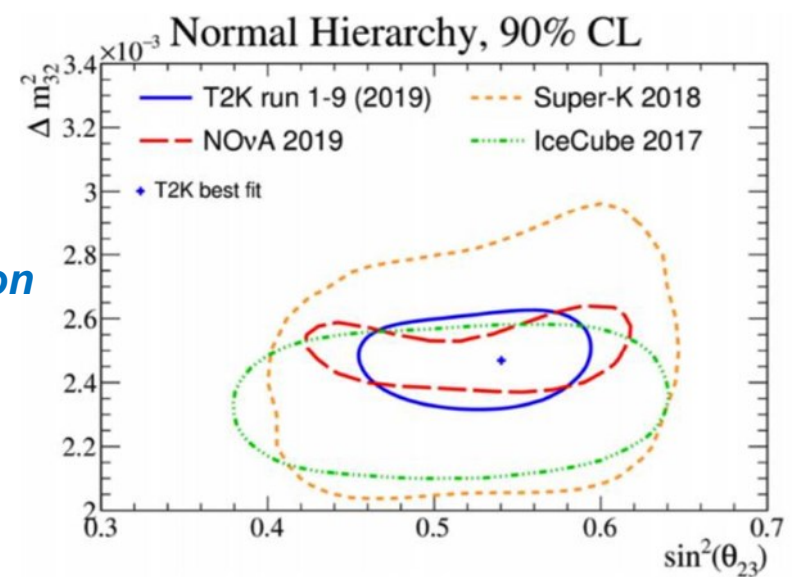 Normal Hierarchy, 90% CL
×10⁻³
Δ m²₃₂
3.4
3.2
3
2.8
2.6
2.4
2.2
2
T2K run 1-9 (2019)
Super-K 2018
NOνA 2019
IceCube 2017
T2K best fit
on
0.3
0.4
0.5
0.6
0.7
sin²(θ₂₃)